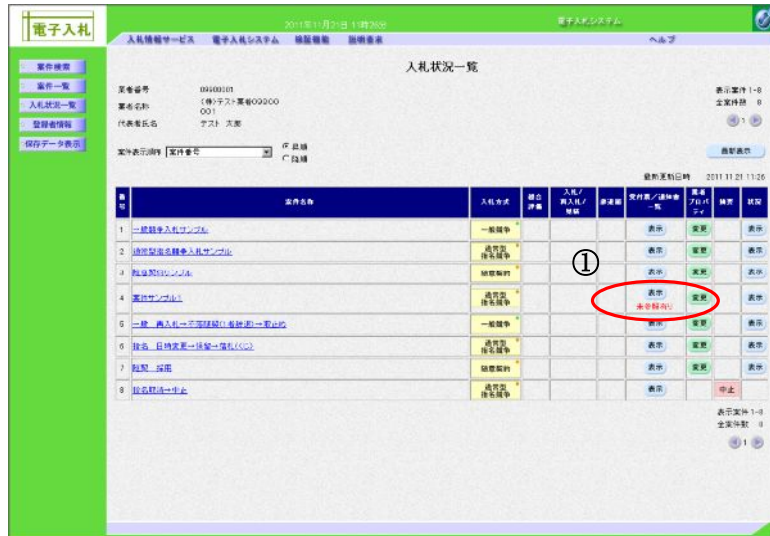 電子入札
2011年11月21日 11時26分
電子入札システム
入札情報サービス 電子入札システム 検証機能 説明要求
ヘルプ
案件検索
案件一覧
入札状況一覧
登録者情報
保存データ表示
入札状況一覧
業者番号 09900001
業者名称 (株)テスト業者09900
001
代表者氏名 テスト 太郎
表示案件 1-8
全案件数 8
1
案件表示順序 案件番号
昇順
降順
最新表示
最新更新日時 2011.11.21 11:26
番号 案件名称 入札方式 総合評価 入札/再入札/見積 辞退届 受付票/通知書一覧 業者プロパティ 摘要 状況
1 一般競争入札サンプル 一般競争 表示 変更 表示
2 通常型指名競争入札サンプル 通常型指名競争 表示 変更 表示
3 随意契約サンプル 随意契約 表示 変更 表示
①
4 案件サンプル1 通常型指名競争 表示 未参照有り 変更 表示
5 一般 再入札→不落随契(1者辞退)→取止め 一般競争 表示 変更 表示
6 指名 日時変更→保留→落札(くじ) 通常型指名競争 表示 変更 表示
7 随契 採用 随意契約 表示 変更 表示
8 指名取消→中止 通常型指名競争 表示 中止
表示案件 1-8
全案件数 8
1